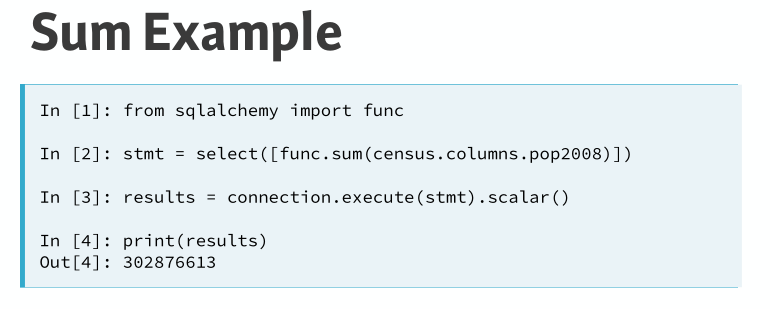 Sum Example
In [1]: from sqlalchemy import func
In [2]: stmt = select([func.sum(census.columns.pop2008)])
In [3]: results = connection.execute(stmt).scalar()
In [4]: print(results)
Out[4]: 302876613